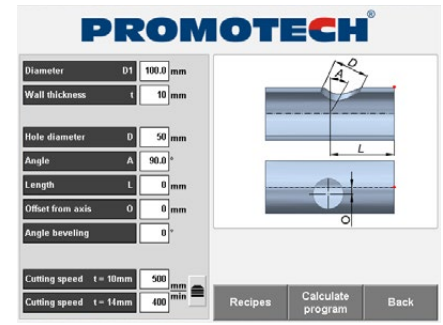 PROMOTECH®
Diameter D1 100.0 mm
Wall thickness t 10 mm
Hole diameter D 50 mm
Angle A 90.0 °
Length L 0 mm
Offset from axis O 0 mm
Angle beveling 0 °
Cutting speed t = 10mm 500 mm
Cutting speed t = 14mm 400 min
D
A
L
O
Recipes
Calculate
program
Back